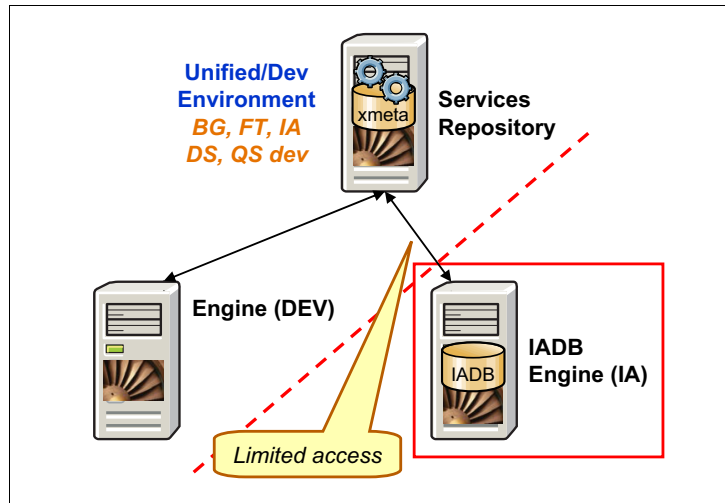 Unified/Dev
Environment
BG, FT, IA
DS, QS dev
xmeta
Services
Repository
Engine (DEV)
IADB
IADB
Engine (IA)
Limited access